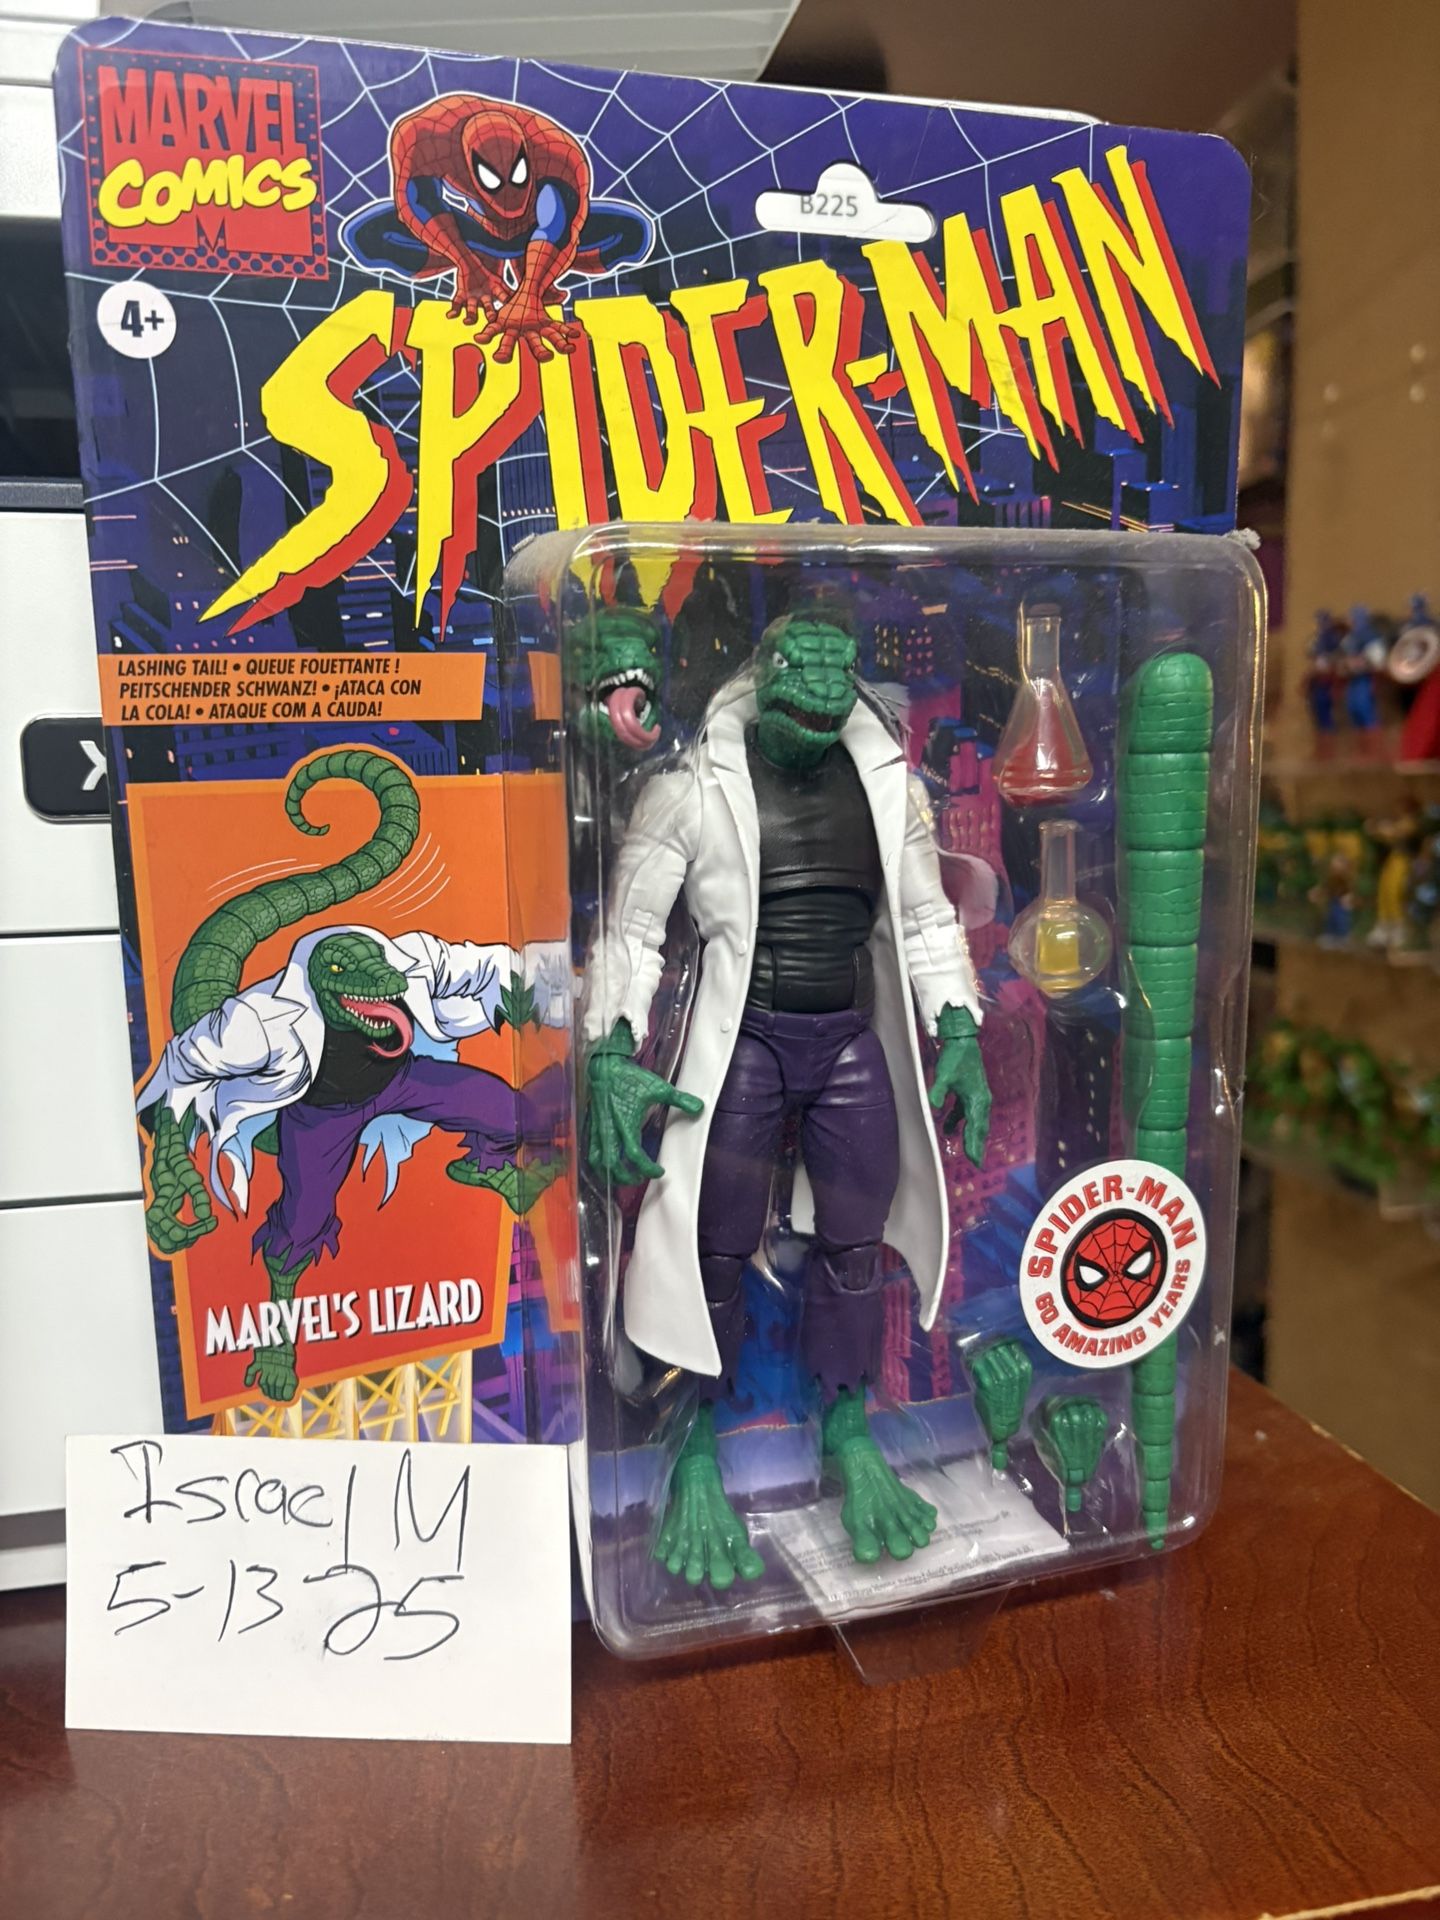 MARVEL
COMICS
M
4+
B225
SPIDER-MAN
LASHING TAIL! • QUEUE FOUETTANTE !
PEITSCHENDER SCHWANZ! • ¡ATACA CON
LA COLA! • ATAQUE COM A CAUDA!
MARVEL'S LIZARD
SPIDER-MAN
60 AMAZING YEARS
Israel M
5-13-25